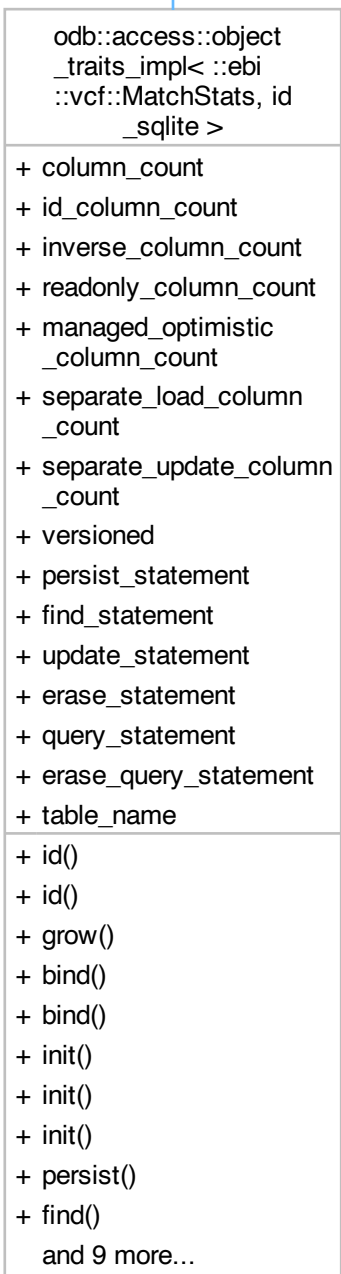 odb::access::object
_traits_impl< ::ebi
::vcf::MatchStats, id
_sqlite >
+ column_count
+ id_column_count
+ inverse_column_count
+ readonly_column_count
+ managed_optimistic
_column_count
+ separate_load_column
_count
+ separate_update_column
_count
+ versioned
+ persist_statement
+ find_statement
+ update_statement
+ erase_statement
+ query_statement
+ erase_query_statement
+ table_name
+ id()
+ id()
+ grow()
+ bind()
+ bind()
+ init()
+ init()
+ init()
+ persist()
+ find()
and 9 more...